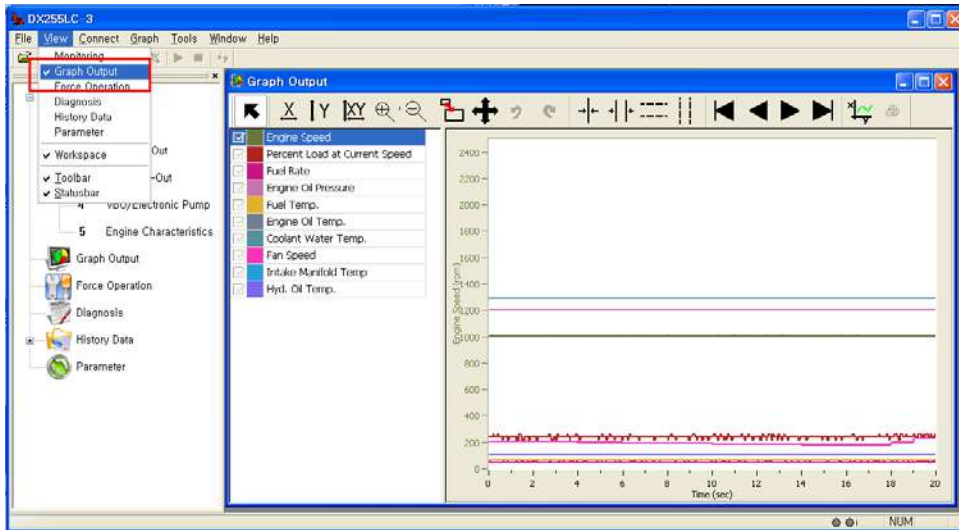 DX255LC-3
File View Connect Graph Tools Window Help
Monitoring
Graph Output
Force Operation
Diagnosis
History Data
Parameter
Workspace
Toolbar
Statusbar
Out
-Out
4 VBO/Electronic Pump
5 Engine Characteristics
Graph Output
Force Operation
Diagnosis
History Data
Parameter
Graph Output
X Y XY
Engine Speed
Percent Load at Current Speed
Fuel Rate
Engine Oil Pressure
Fuel Temp.
Engine Oil Temp.
Coolant Water Temp.
Fan Speed
Intake Manifold Temp
Hyd. Oil Temp.
Engine Speed (rpm)
2400
2200
2000
1800
1600
1400
1200
1000
800
600
400
200
0
0 2 4 6 8 10 12 14 16 18 20
Time (sec)
NUM